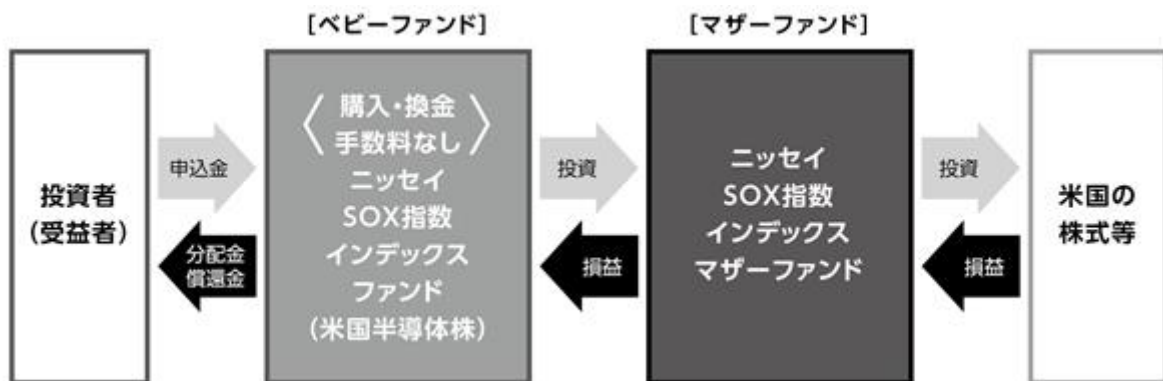 [ベビーファンド]
[マザーファンド]
投資者
(受益者)
申込金
分配金
償還金
〈購入・換金
手数料なし〉
ニッセイ
SOX指数
インデックス
ファンド
(米国半導体株)
投資
損益
ニッセイ
SOX指数
インデックス
マザーファンド
投資
損益
米国の
株式等